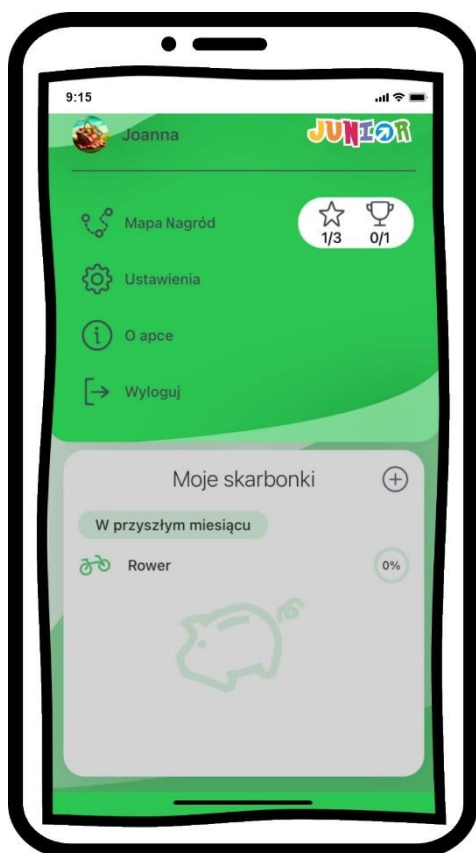 9:15
Joanna
JUNIOR
Mapa Nagród
1/3 0/1
Ustawienia
O apce
Wyloguj
Moje skarbonki
W przyszłym miesiącu
Rower
0%